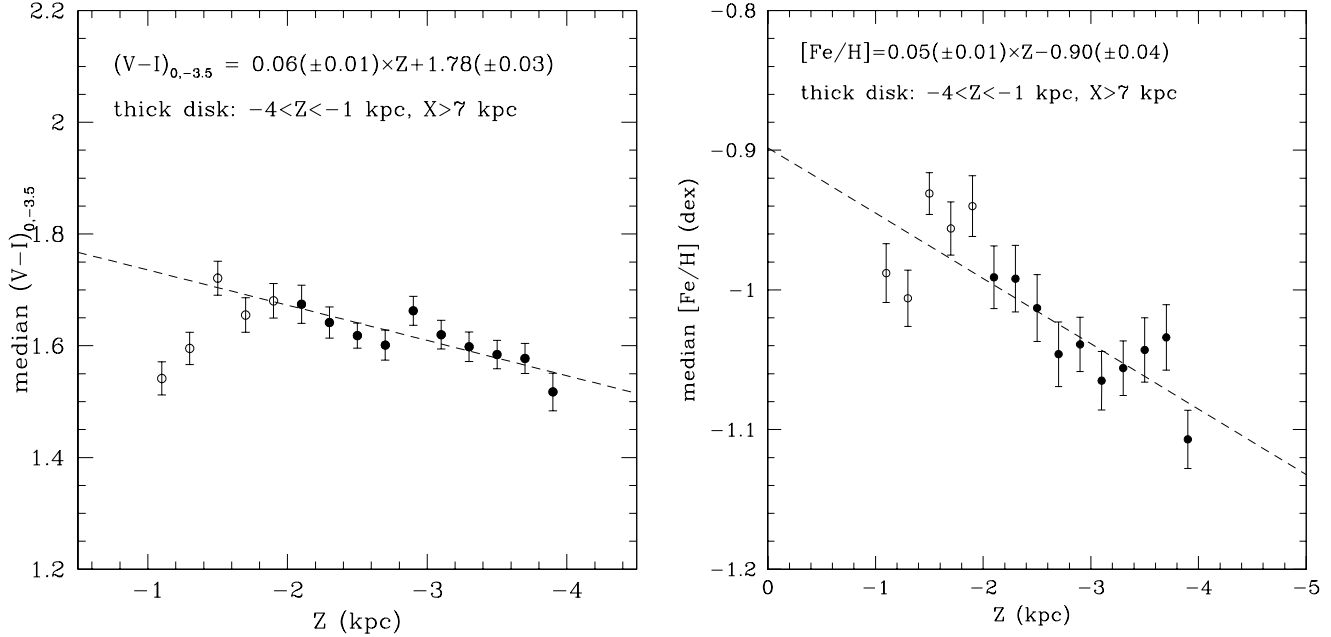 2.2
2
1.8
1.6
1.4
1.2
median (V−I)0,−3.5
(V−I)0,−3.5 = 0.06(±0.01)×Z+1.78(±0.03)
thick disk: −4<Z<−1 kpc, X>7 kpc
−1 −2 −3 −4
Z (kpc)
−0.8
−0.9
−1
−1.1
−1.2
median [Fe/H] (dex)
[Fe/H]=0.05(±0.01)×Z−0.90(±0.04)
thick disk: −4<Z<−1 kpc, X>7 kpc
0 −1 −2 −3 −4 −5
Z (kpc)